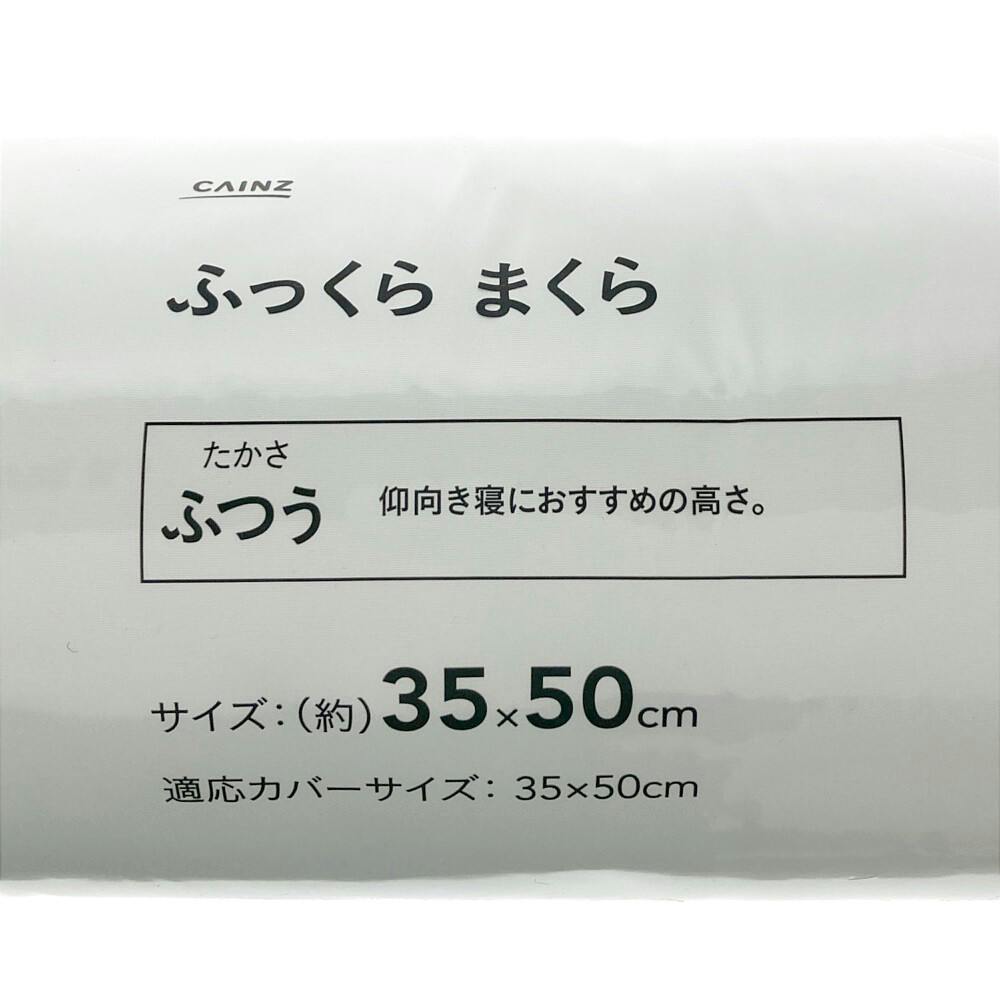 CAINZ
ふっくら まくら
たかさ
ふつう 仰向き寝におすすめの高さ。
サイズ：（約）35×50cm
適応カバーサイズ：35×50cm